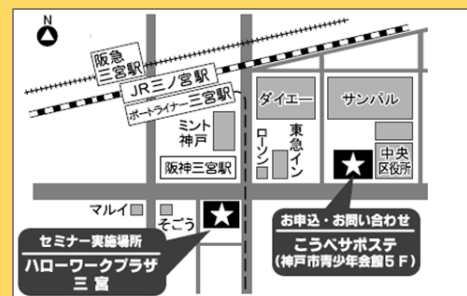 N
阪急
三宮駅
JR三ノ宮駅
ポートライナー三宮駅
ミント
神戸
阪神三宮駅
ダイエー
サンパル
ローソン
東急イン
中央
区役所
マルイ
そごう
セミナー実施場所
ハローワークプラザ
三宮
お申込・お問い合わせ
こうべサポステ
(神戸市青少年会館5F)